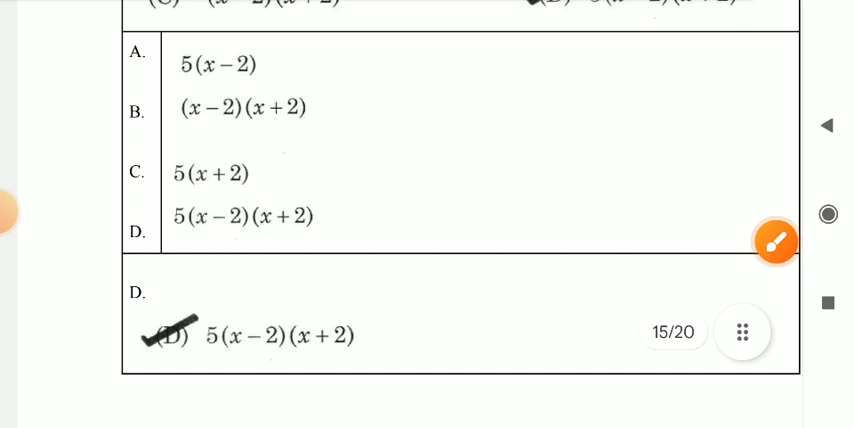 A. 5(x – 2)
B. (x – 2)(x + 2)
C. 5(x + 2)
D. 5(x – 2)(x + 2)
D.
(D) 5(x – 2)(x + 2)
15/20